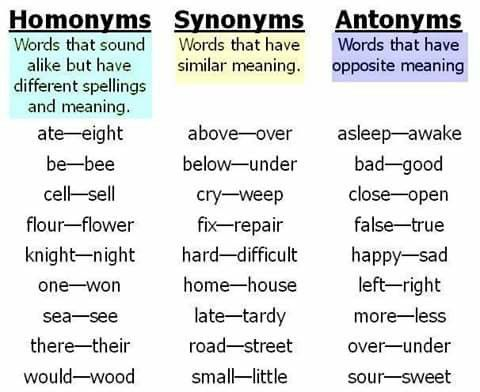 Homonyms
Words that sound
alike but have
different spellings
and meaning.
ate—eight
be—bee
cell—sell
flour—flower
knight—night
one—won
sea—see
there—their
would—wood
Synonyms
Words that have
similar meaning.
above—over
below—under
cry—weep
fix—repair
hard—difficult
home—house
late—tardy
road—street
small—little
Antonyms
Words that have
opposite meaning
asleep—awake
bad—good
close—open
false—true
happy—sad
left—right
more—less
over—under
sour—sweet